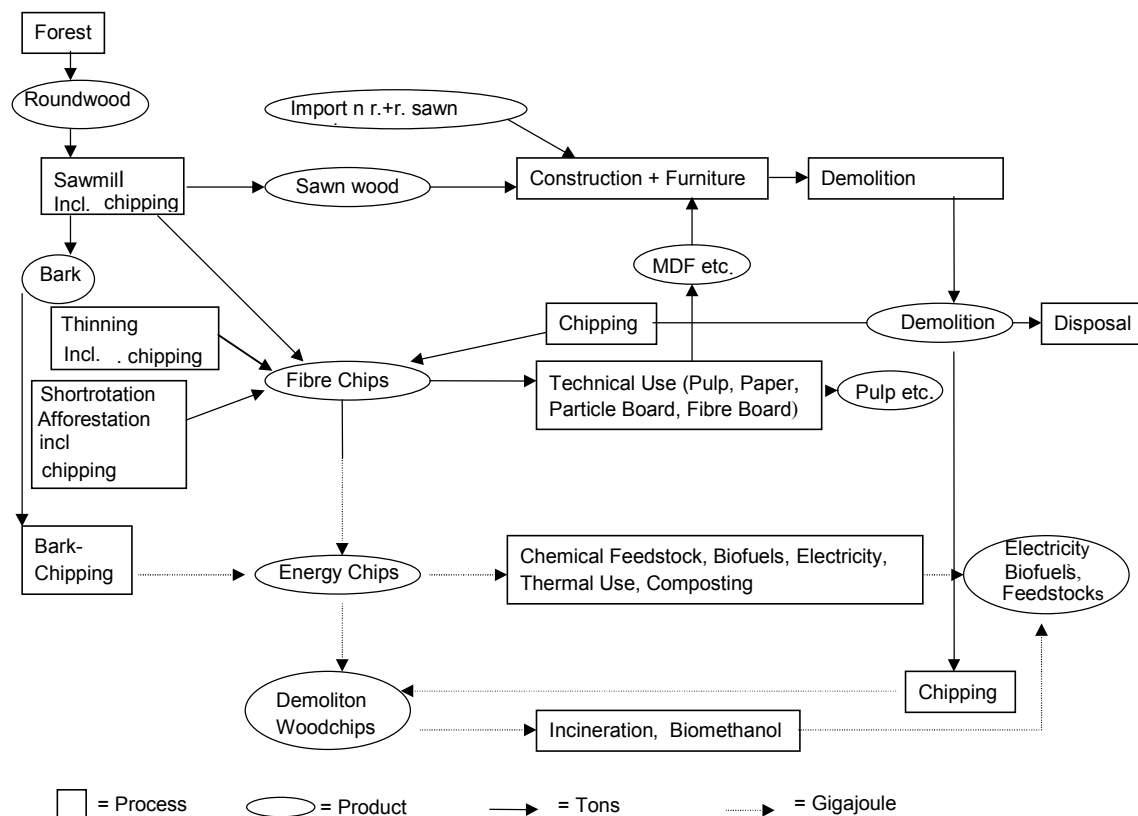 Forest
Roundwood
Import n r.+r. sawn
Sawmill
Incl. chipping
Sawn wood
Construction + Furniture
Demolition
Bark
MDF etc.
Thinning
Incl. . chipping
Chipping
Demolition
Disposal
Fibre Chips
Technical Use (Pulp, Paper,
Particle Board, Fibre Board)
Pulp etc.
Shortrotation
Afforestation
incl
chipping
Bark-
Chipping
Energy Chips
Chemical Feedstock, Biofuels, Electricity,
Thermal Use, Composting
Electricity
Biofuels,
Feedstocks
Chipping
Demoliton
Woodchips
Incineration, Biomethanol
= Process
= Product
= Tons
= Gigajoule